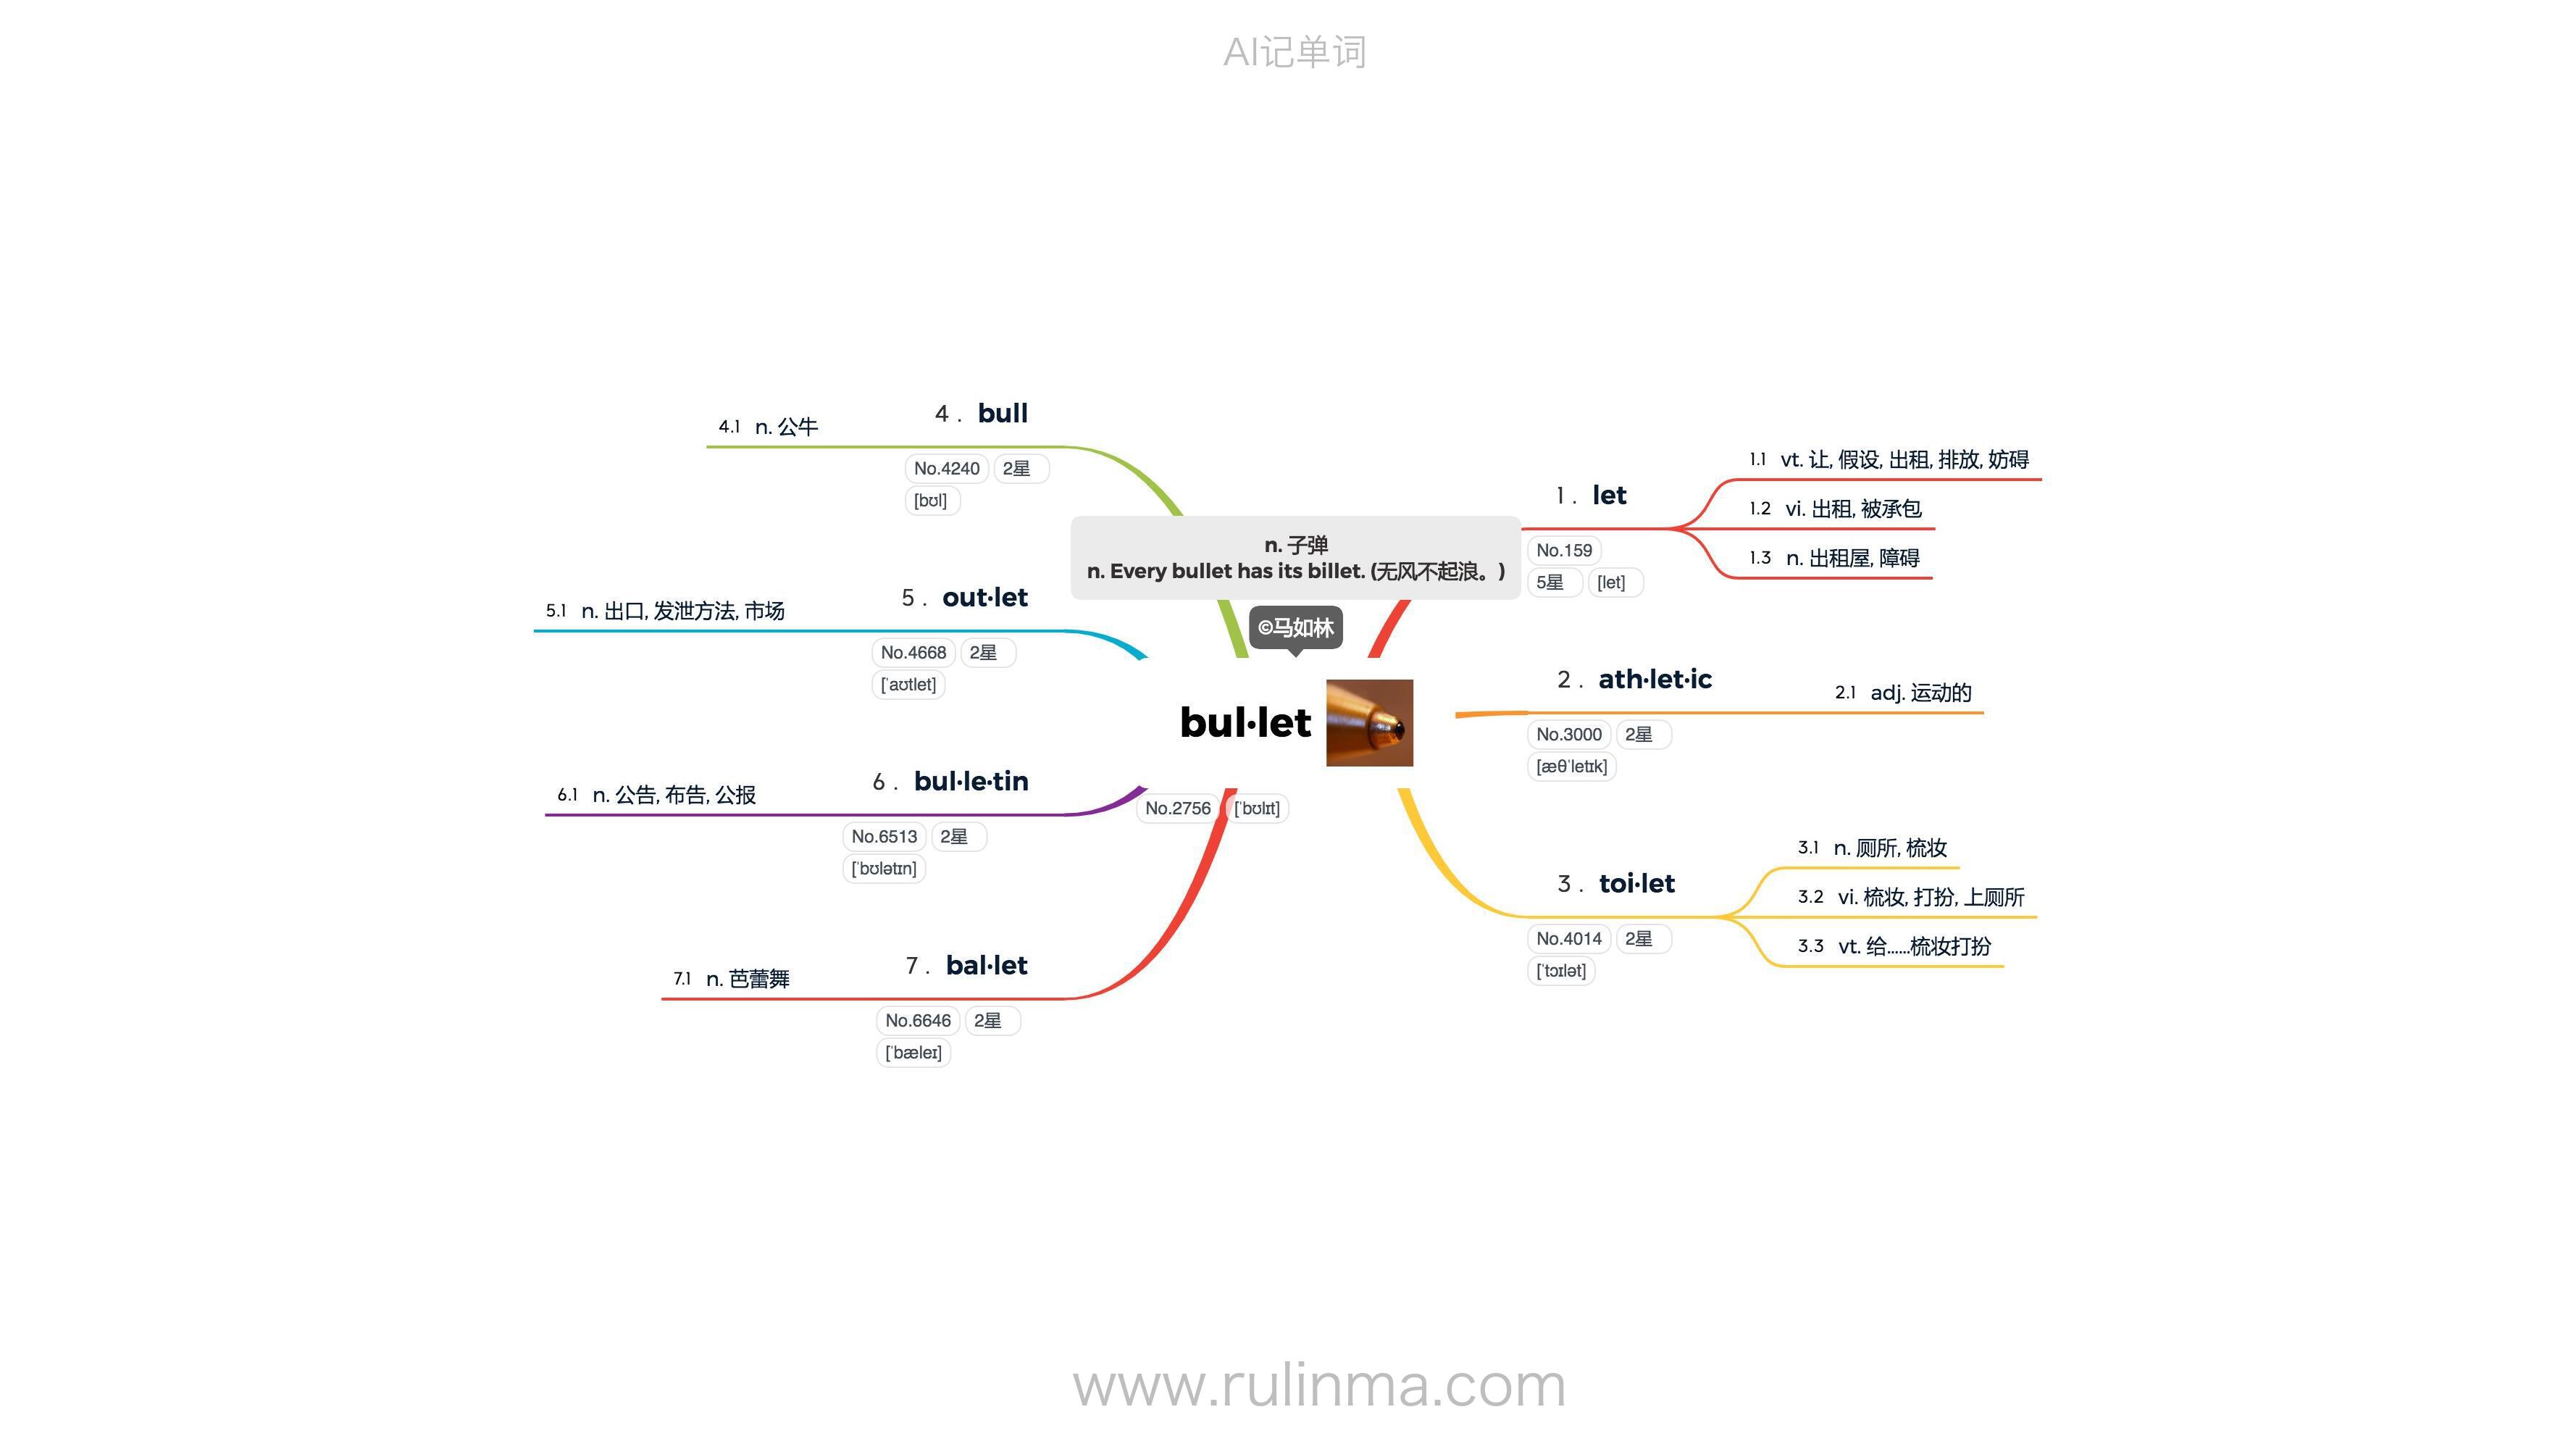 AI记单词
n. 子弹
n. Every bullet has its billet. (无风不起浪。)
©马如林
bul·let
No.2756 ['bʊlɪt]
1 . let
No.159
5星 [let]
1.1 vt. 让, 假设, 出租, 排放, 妨碍
1.2 vi. 出租, 被承包
1.3 n. 出租屋, 障碍
2 . ath·let·ic
No.3000 2星
[æθ'letɪk]
2.1 adj. 运动的
3 . toi·let
No.4014 2星
['tɔɪlət]
3.1 n. 厕所, 梳妆
3.2 vi. 梳妆, 打扮, 上厕所
3.3 vt. 给......梳妆打扮
4 . bull
No.4240 2星
[bʊl]
4.1 n. 公牛
5 . out·let
No.4668 2星
['aʊtlet]
5.1 n. 出口, 发泄方法, 市场
6 . bul·le·tin
No.6513 2星
['bʊlətɪn]
6.1 n. 公告, 布告, 公报
7 . bal·let
No.6646 2星
['bæleɪ]
7.1 n. 芭蕾舞
www.rulinma.com